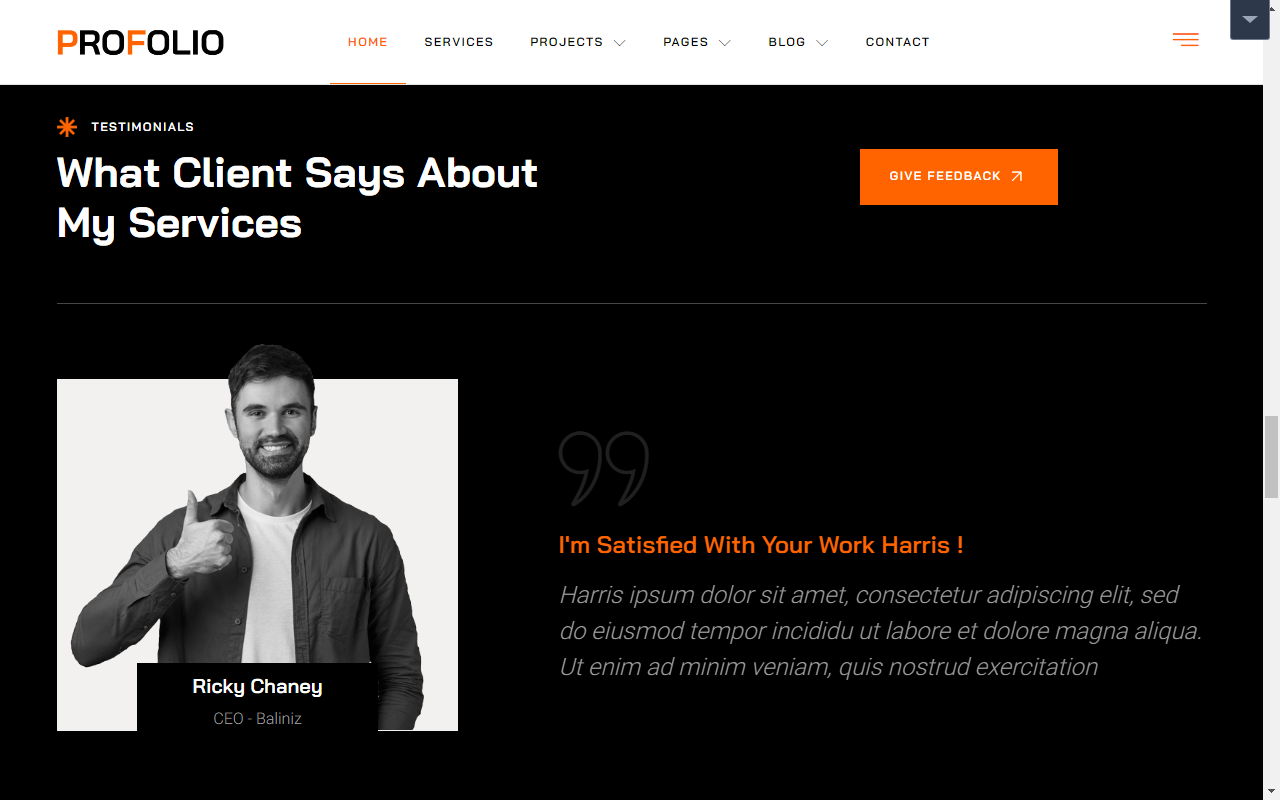 PROFOLIO
HOME
SERVICES
PROJECTS
PAGES
BLOG
CONTACT
TESTIMONIALS
What Client Says About
My Services
GIVE FEEDBACK
I'm Satisfied With Your Work Harris !
Harris ipsum dolor sit amet, consectetur adipiscing elit, sed
do eiusmod tempor incididu ut labore et dolore magna aliqua.
Ut enim ad minim veniam, quis nostrud exercitation
Ricky Chaney
CEO - Baliniz